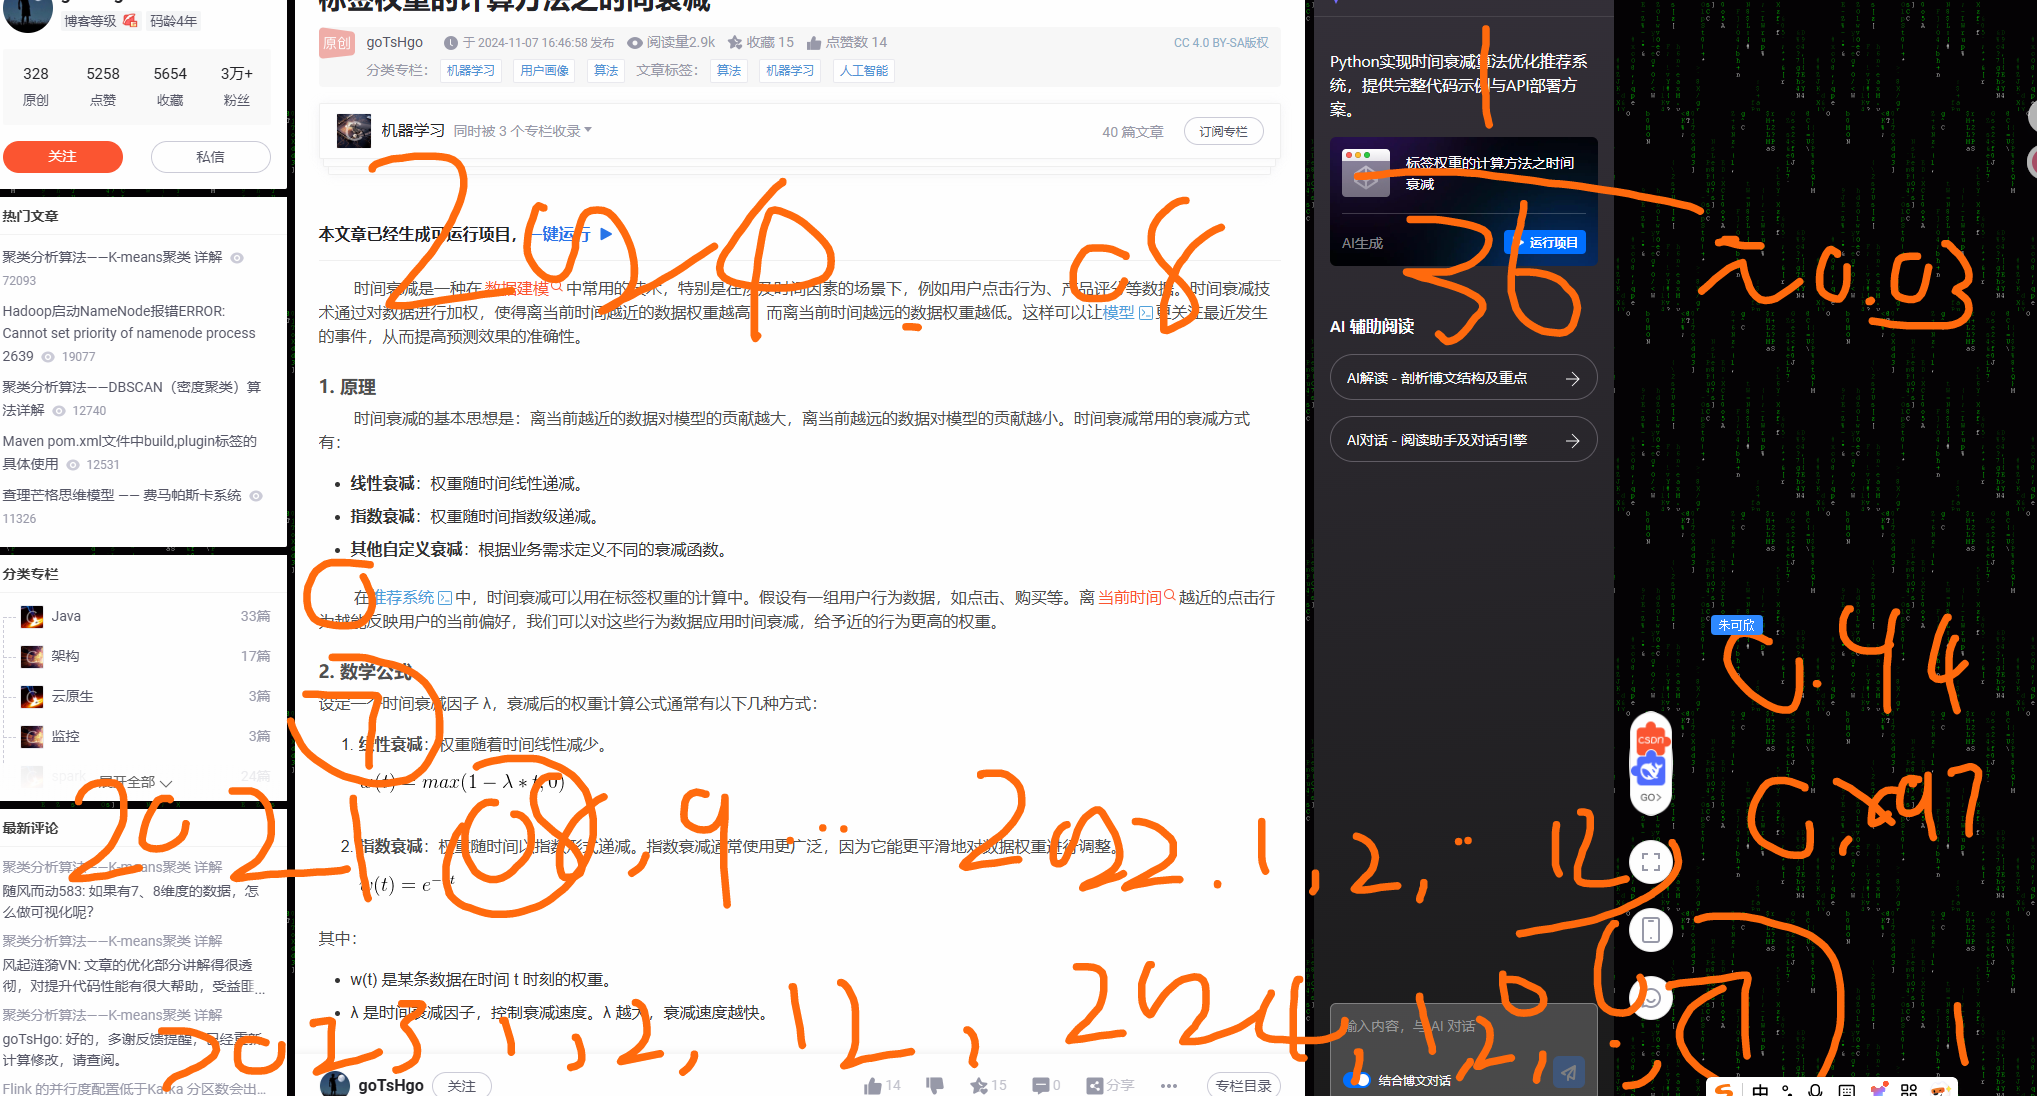 博客等级 码龄4年
328 5258 5654 3万+
原创 点赞 收藏 粉丝
关注 私信
热门文章
聚类分析算法——K-means聚类 详解
72093
Hadoop启动NameNode报错ERROR:
Cannot set priority of namenode process
2639 19077
聚类分析算法——DBSCAN（密度聚类）算
法详解 12740
Maven pom.xml文件中build,plugin标签的
具体使用 12531
查理芒格思维模型 —— 费马帕斯卡系统
11326
分类专栏
Java 33篇
架构 17篇
云原生 3篇
监控 3篇
spark 24篇
展开全部
最新评论
聚类分析算法——K-means聚类 详解
随风而动583: 如果有7、8维度的数据，怎
么做可视化呢？
聚类分析算法——K-means聚类 详解
风起涟漪VN: 文章的优化部分讲解得很透
彻，对提升代码性能有很大帮助，受益匪...
聚类分析算法——K-means聚类 详解
goTsHgo: 好的，多谢反馈提醒，已经重新
计算修改，请查阅。
Flink 的并行度配置低于Kafka 分区数会出...
标签权重的计算方法之时间衰减
原创 goTsHgo 于 2024-11-07 16:46:58 发布 阅读量2.9k 收藏 15 点赞数 14 CC 4.0 BY-SA版权
分类专栏： 机器学习 用户画像 算法 文章标签： 算法 机器学习 人工智能
机器学习 同时被 3 个专栏收录 40 篇文章 订阅专栏
本文章已经生成可运行项目，一键运行
时间衰减是一种在 数据建模 中常用的技术，特别是在涉及时间因素的场景下，例如用户点击行为、产品评分等数据。时间衰减技
术通过对数据进行加权，使得离当前时间越近的数据权重越高，而离当前时间越远的数据权重越低。这样可以让模型 更关注最近发生
的事件，从而提高预测效果的准确性。
1. 原理
时间衰减的基本思想是：离当前越近的数据对模型的贡献越大，离当前越远的数据对模型的贡献越小。时间衰减常用的衰减方式
有：
线性衰减：权重随时间线性递减。
指数衰减：权重随时间指数级递减。
其他自定义衰减：根据业务需求定义不同的衰减函数。
在推荐系统 中，时间衰减可以用在标签权重的计算中。假设有一组用户行为数据，如点击、购买等。离 当前时间 越近的点击行
为越能反映用户的当前偏好，我们可以对这些行为数据应用时间衰减，给予近的行为更高的权重。
2. 数学公式
设定一个时间衰减因子 λ，衰减后的权重计算公式通常有以下几种方式：
1. 线性衰减：权重随着时间线性减少。
w(t) = max(1 − λ ∗ t, 0)
2. 指数衰减：权重随时间以指数形式递减。指数衰减通常使用更广泛，因为它能更平滑地对数据权重进行调整。
其中：
w(t) 是某条数据在时间 t 时刻的权重。
λ 是时间衰减因子，控制衰减速度。λ 越大，衰减速度越快。
goTsHgo 关注 14 15 0 分享 专栏目录
Python实现时间衰减算法优化推荐系
统，提供完整代码示例与API部署方
案。
标签权重的计算方法之时间
衰减
AI生成 运行项目
AI 辅助阅读
AI解读 - 剖析博文结构及重点
AI对话 - 阅读助手及对话引擎
输入内容，与 AI 对话
结合博文对话
朱可欣
CSDN
GO>
中
2024 08
1
36
≈0.03
0.44
0.97
2021 08,9 ··· 2022.1,2, ·· 12
2023 1,2, 12, 2024,1,2,
7